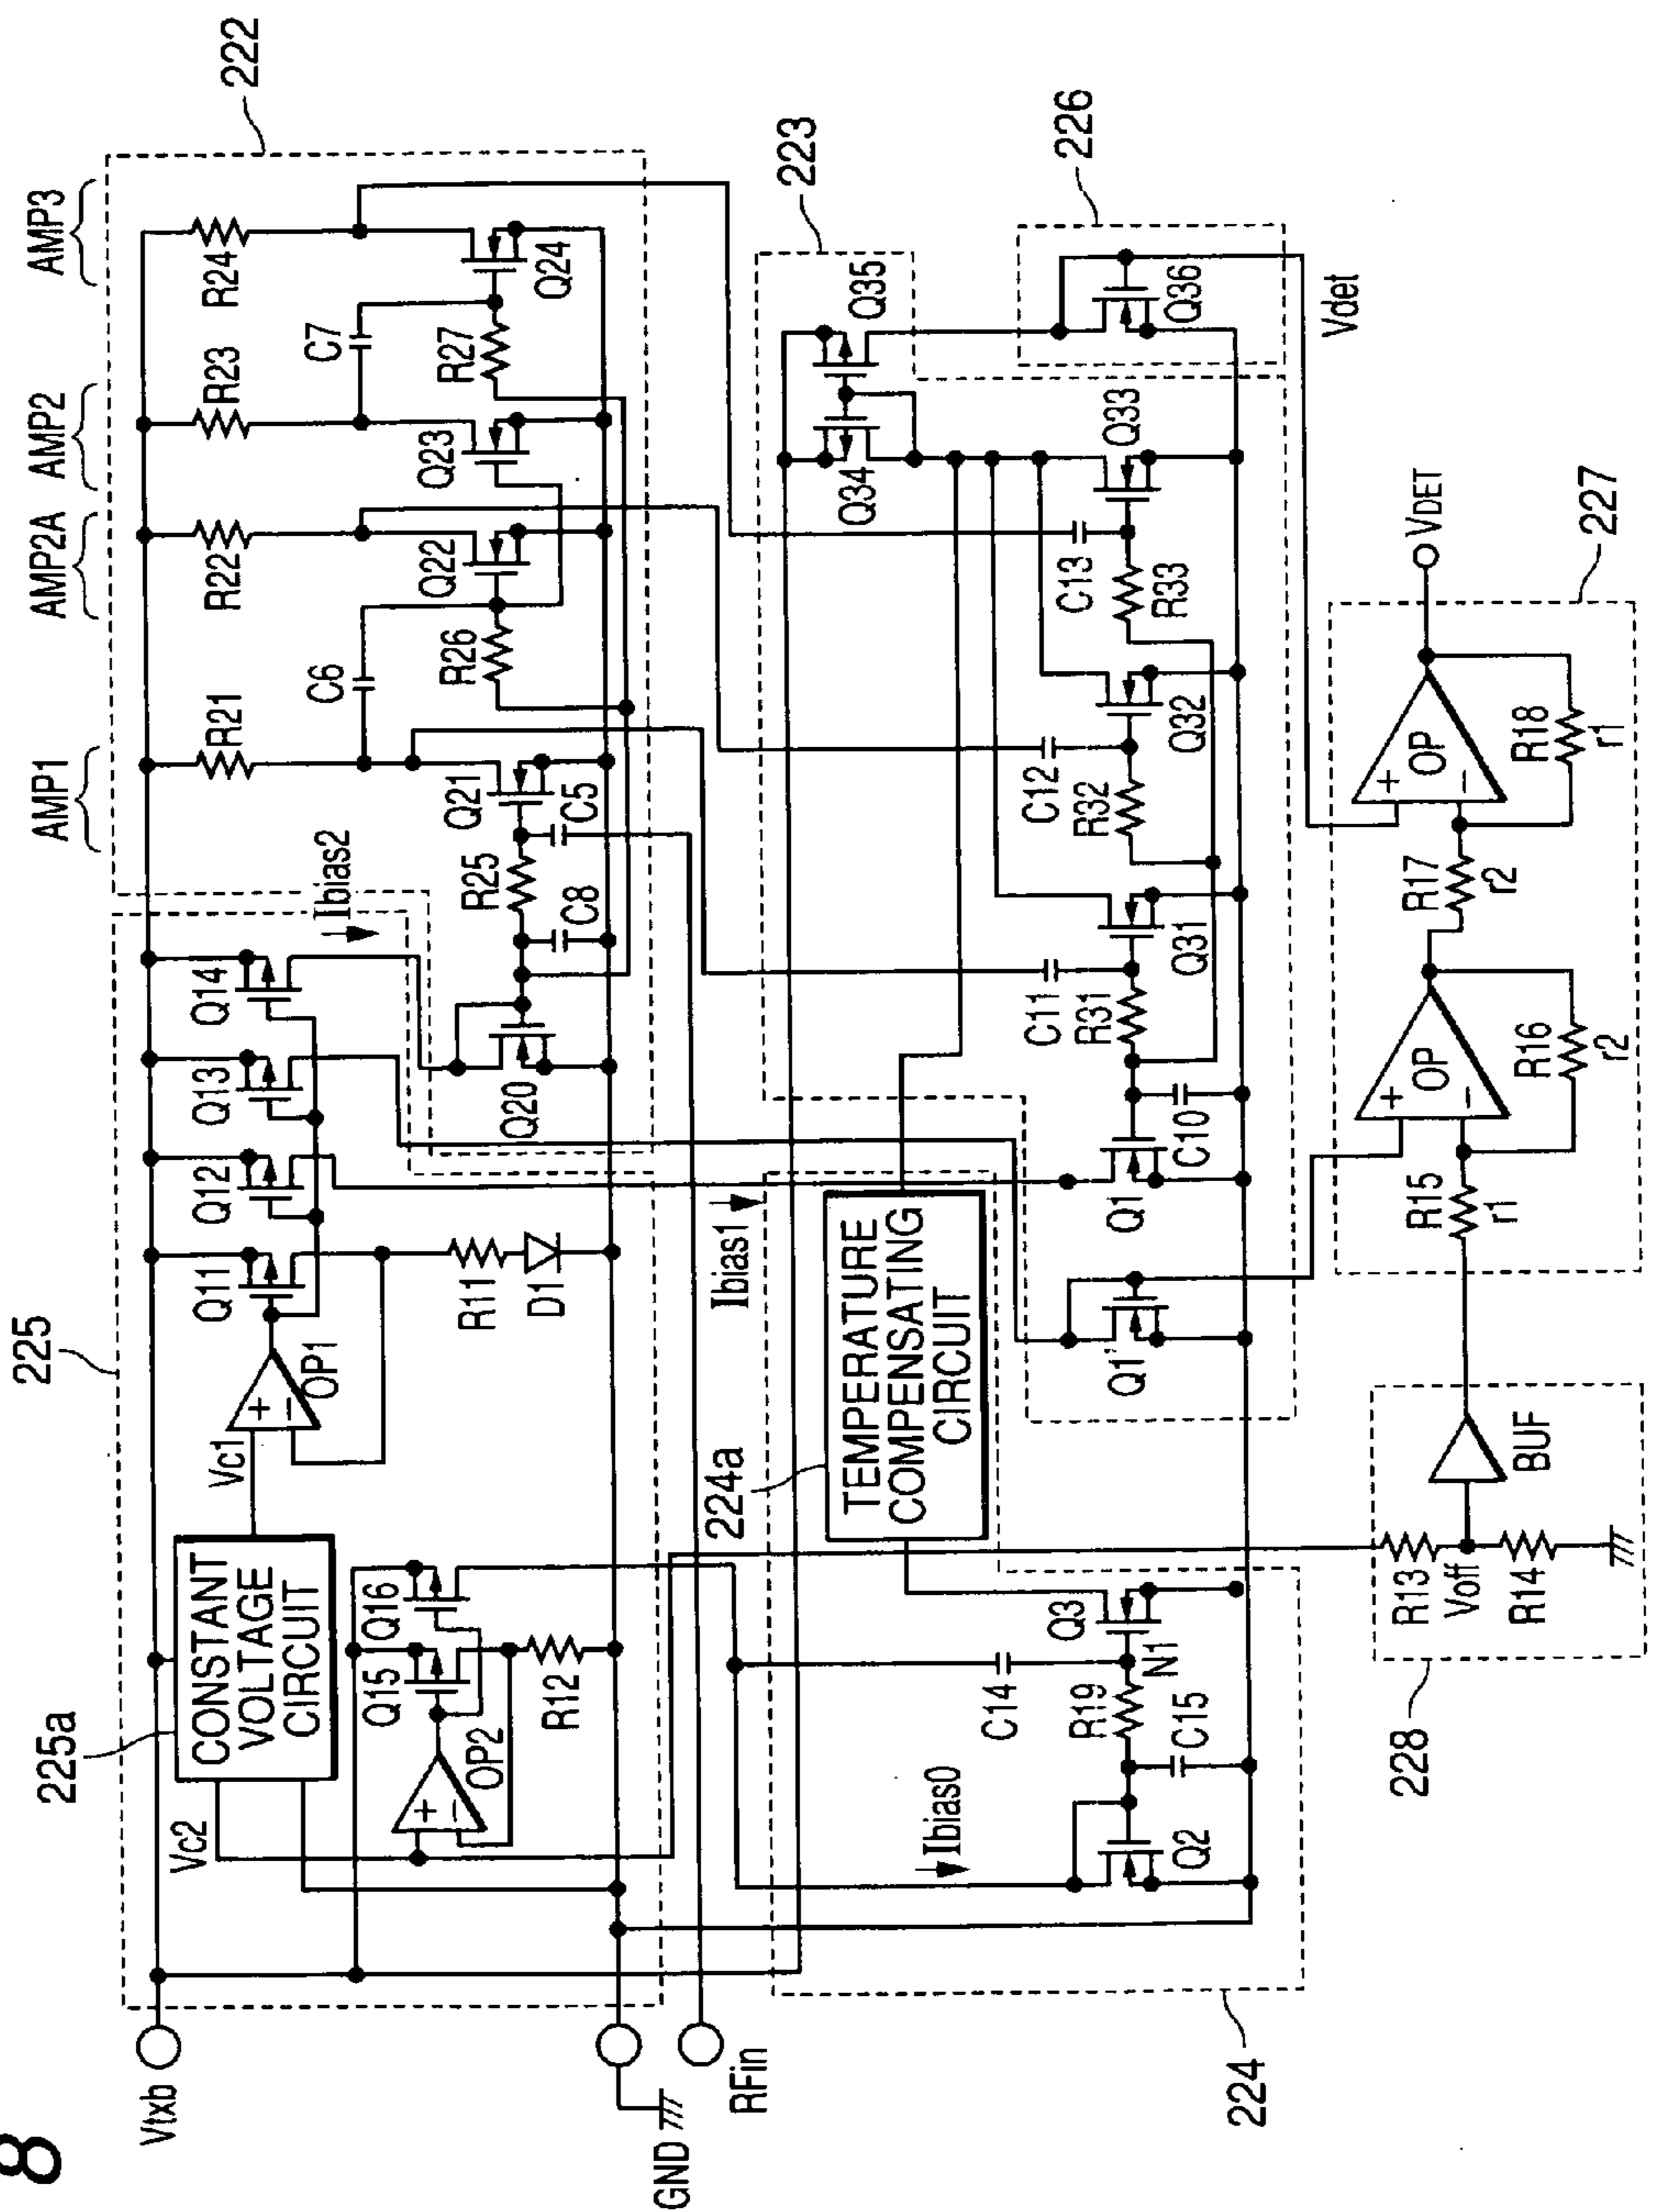 8
222
AMP1
AMP2A
AMP2
AMP3
R21
R22
R23
R24
C6
C7
Q21
Q22
Q23
Q24
R25
R26
R27
C5
C8
Q20
Ibias2
225
225a
CONSTANT
VOLTAGE
CIRCUIT
Vc1
Vc2
+
−
OP1
Q11
Q12
Q13
Q14
R11
D1
+
−
OP2
Q15
Q16
R12
Vtxb
GND
RFin
223
Q34
Q35
226
Q36
Vdet
C11
R31
Q31
C12
R32
Q32
C13
R33
Q33
Ibias1
Q1
C10
Q1
224a
TEMPERATURE
COMPENSATING
CIRCUIT
Ibias0
Q2
C15
R19
C14
N1
Q3
224
228
R13
Voff
R14
BUF
227
R15
r1
+
−
OP
R16
r2
R17
r2
+
−
OP
R18
r1
VDET